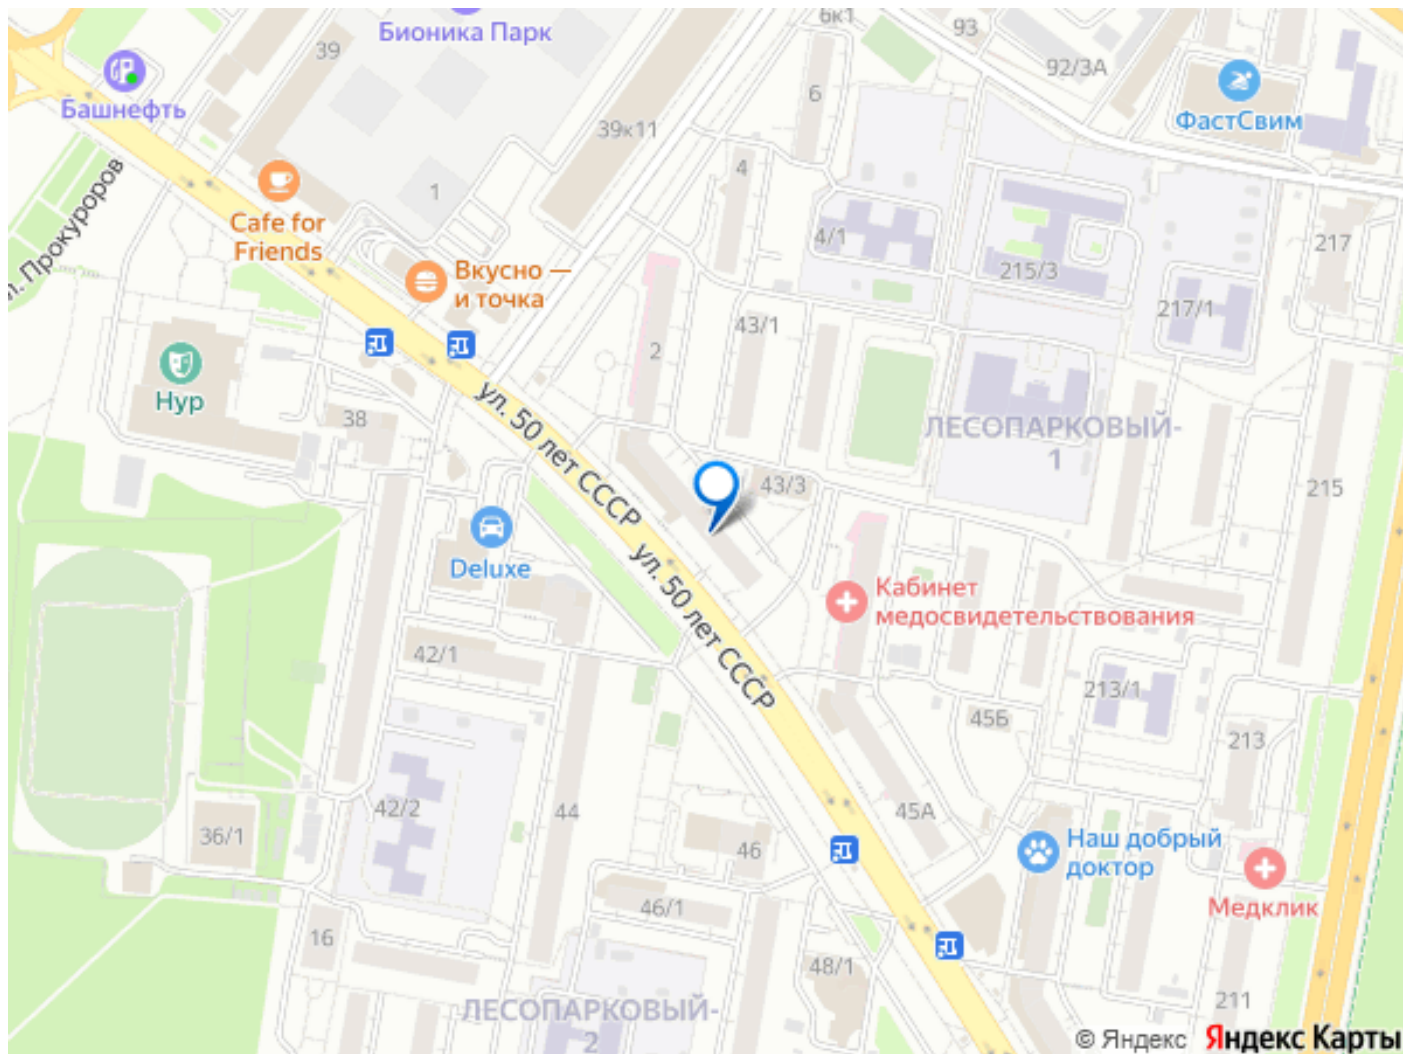 6к1
93
Бионика Парк
39
92/3А
Башнефть
6
ФастСвим
39к11
4
1
ул. Прокуроров
Cafe for
Friends
4/1
217
215/3
Вкусно —
и точка
217/1
43/1
2
Нур
38
ул. 50 лет СССР
ЛЕСОПАРКОВЫЙ-
1
43/3
215
ул. 50 лет СССР
Deluxe
Кабинет
медосвидетельствования
42/1
213/1
45Б
213
42/2
44
45А
36/1
46
Наш добрый
доктор
Медклик
46/1
16
48/1
211
ЛЕСОПАРКОВЫЙ-
2
© Яндекс Яндекс Карты